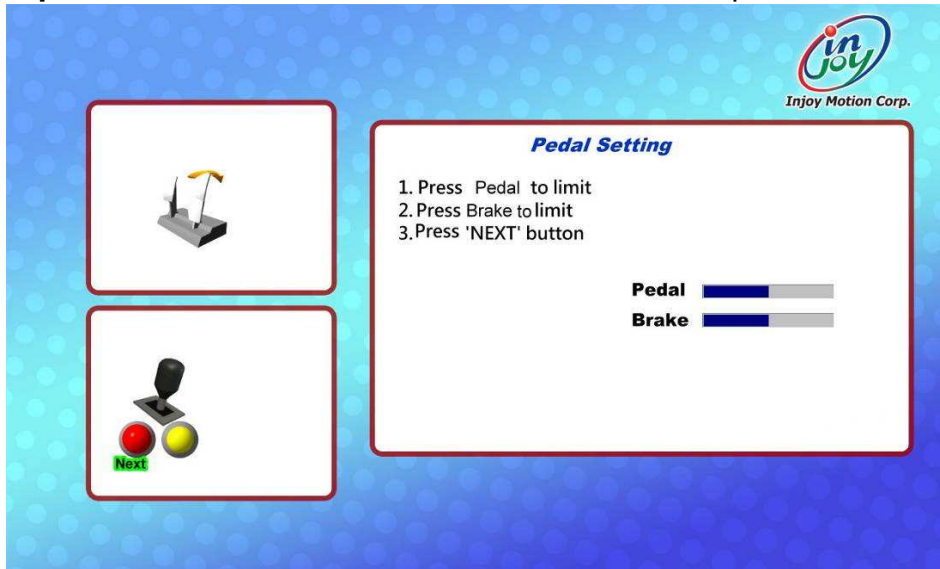 in
joy
Injoy Motion Corp.
Pedal Setting
1. Press Pedal to limit
2. Press Brake to limit
3. Press 'NEXT' button
Pedal
Brake
Next